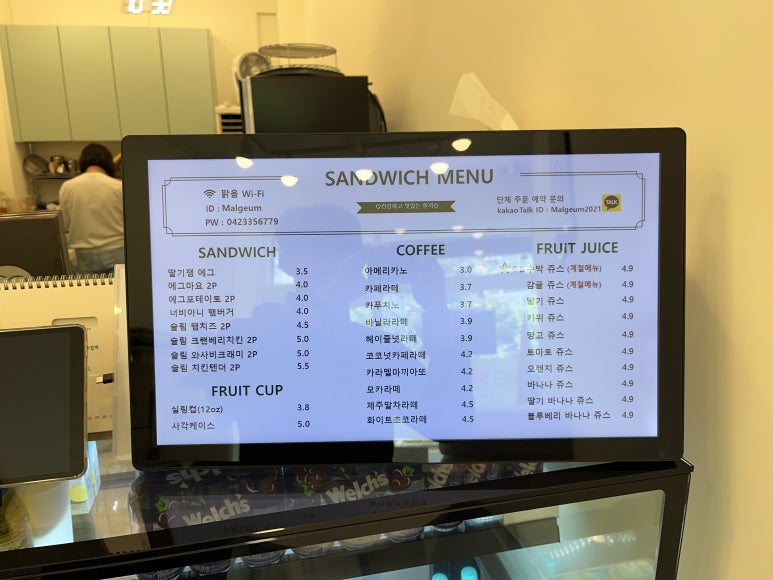 SANDWICH MENU
맑음 Wi-Fi
ID : Malgeum
PW : 0423356779
건강하고 맛있는 한끼
단체 주문 예약 문의
kakaoTalk ID : Malgeum2021
TALK
SANDWICH
딸기잼 에그 3.5
에그마요 2P 4.0
에그포테이토 2P 4.0
너비아니 햄버거 4.0
슬림 햄치즈 2P 4.5
슬림 크랜베리치킨 2P 5.0
슬림 와사비크래미 2P 5.0
슬림 치킨텐더 2P 5.5
FRUIT CUP
실링컵(12oz) 3.8
사각케이스 5.0
COFFEE
아메리카노 3.0
카페라떼 3.7
카푸치노 3.7
바닐라라떼 3.9
헤이즐넛라떼 3.9
코코넛카페라떼 4.2
카라멜마끼아또 4.2
모카라떼 4.2
제주말차라떼 4.5
화이트초코라떼 4.5
FRUIT JUICE
수박 쥬스 (계절메뉴) 4.9
감귤 쥬스 (계절메뉴) 4.9
딸기 쥬스 4.9
키위 쥬스 4.9
망고 쥬스 4.9
토마토 쥬스 4.9
오렌지 쥬스 4.9
바나나 쥬스 4.9
딸기 바나나 쥬스 4.9
블루베리 바나나 쥬스 4.9
Welch's
Welch's